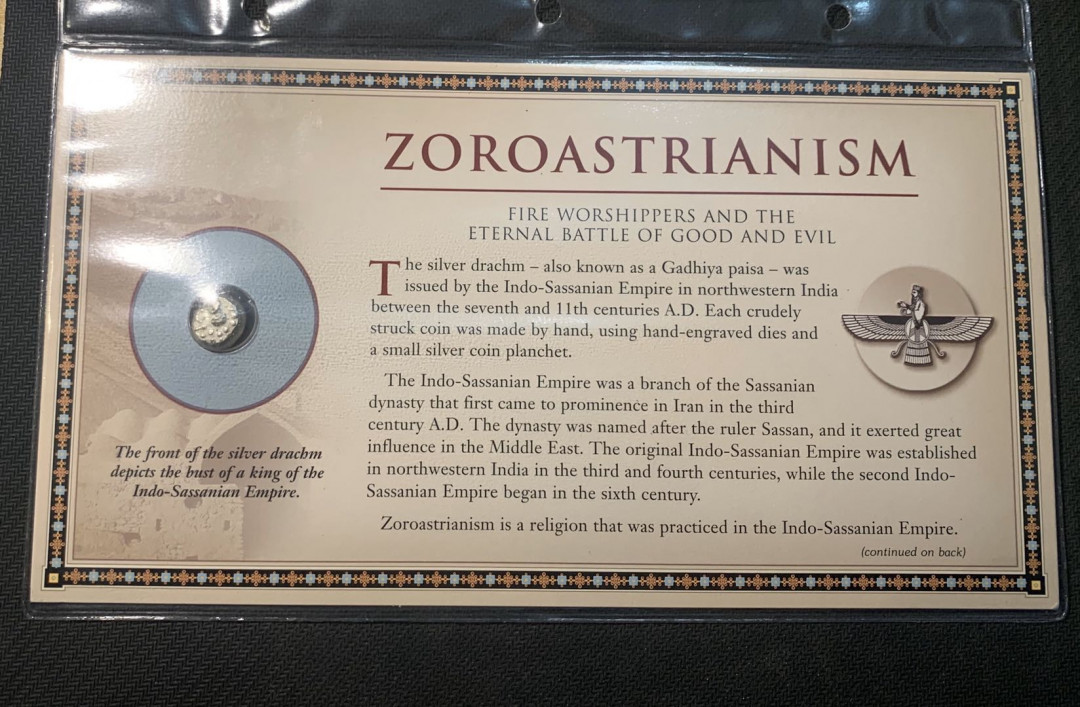 ZOROASTRIANISM
FIRE WORSHIPPERS AND THE
ETERNAL BATTLE OF GOOD AND EVIL
The silver drachm – also known as a Gadhiya paisa – was
issued by the Indo-Sassanian Empire in northwestern India
between the seventh and 11th centuries A.D. Each crudely
struck coin was made by hand, using hand-engraved dies and
a small silver coin planchet.
The Indo-Sassanian Empire was a branch of the Sassanian
dynasty that first came to prominence in Iran in the third
century A.D. The dynasty was named after the ruler Sassan, and it exerted great
influence in the Middle East. The original Indo-Sassanian Empire was established
in northwestern India in the third and fourth centuries, while the second Indo-
Sassanian Empire began in the sixth century.
Zoroastrianism is a religion that was practiced in the Indo-Sassanian Empire.
(continued on back)
The front of the silver drachm
depicts the bust of a king of the
Indo-Sassanian Empire.